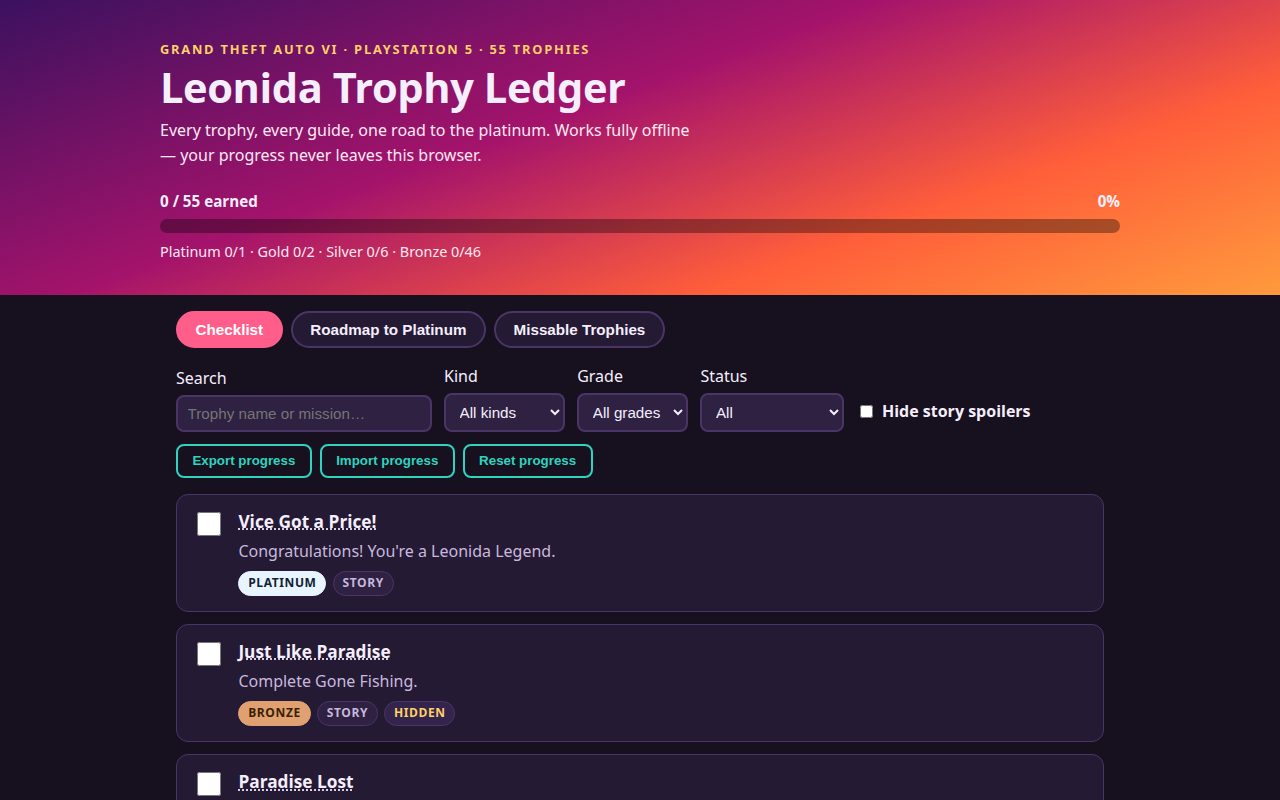 GRAND THEFT AUTO VI · PLAYSTATION 5 · 55 TROPHIES
Leonida Trophy Ledger
Every trophy, every guide, one road to the platinum. Works fully offline
— your progress never leaves this browser.
0 / 55 earned 0%
Platinum 0/1 · Gold 0/2 · Silver 0/6 · Bronze 0/46
Checklist Roadmap to Platinum Missable Trophies
Search Kind Grade Status
Trophy name or mission… All kinds All grades All Hide story spoilers
Export progress Import progress Reset progress
Vice Got a Price!
Congratulations! You're a Leonida Legend.
PLATINUM STORY
Just Like Paradise
Complete Gone Fishing.
BRONZE STORY HIDDEN
Paradise Lost